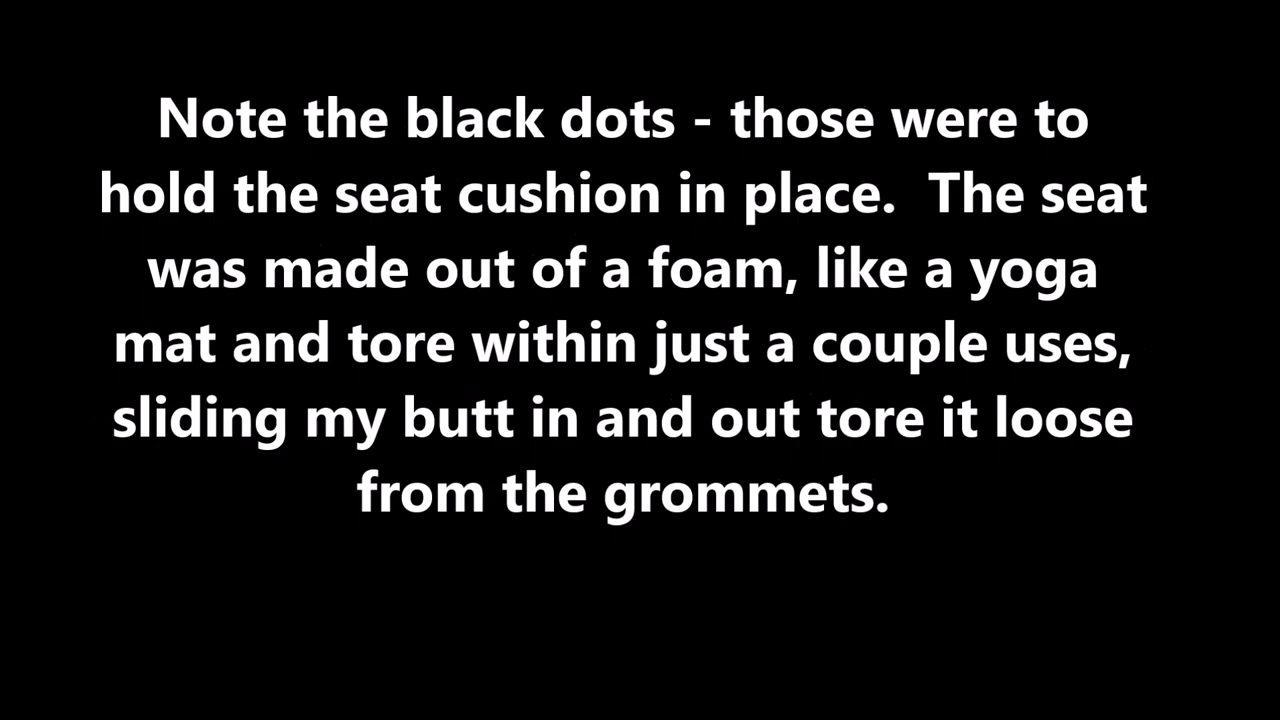 Note the black dots - those were to
hold the seat cushion in place.  The seat
was made out of a foam, like a yoga
mat and tore within just a couple uses,
sliding my butt in and out tore it loose
from the grommets.